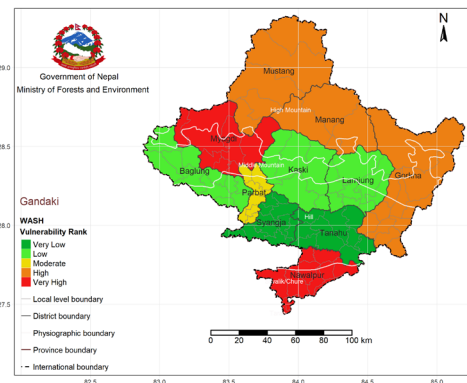 N
Government of Nepal
Ministry of Forests and Environment
29.0
28.5
28.0
27.5
Mustang
High Mountain
Manang
Myagdi
Middle Mountain
Kaski
Baglung
Lamjung
Gorkha
Parbat
Hill
Syangja
Tanahu
Nawalpur
Gandaki
WASH
Vulnerability Rank
Very Low
Low
Moderate
High
Very High
Local level boundary
District boundary
Physiographic boundary
Province boundary
International boundary
0 20 40 60 80 100 km
82.5 83.0 83.5 84.0 84.5 85.0